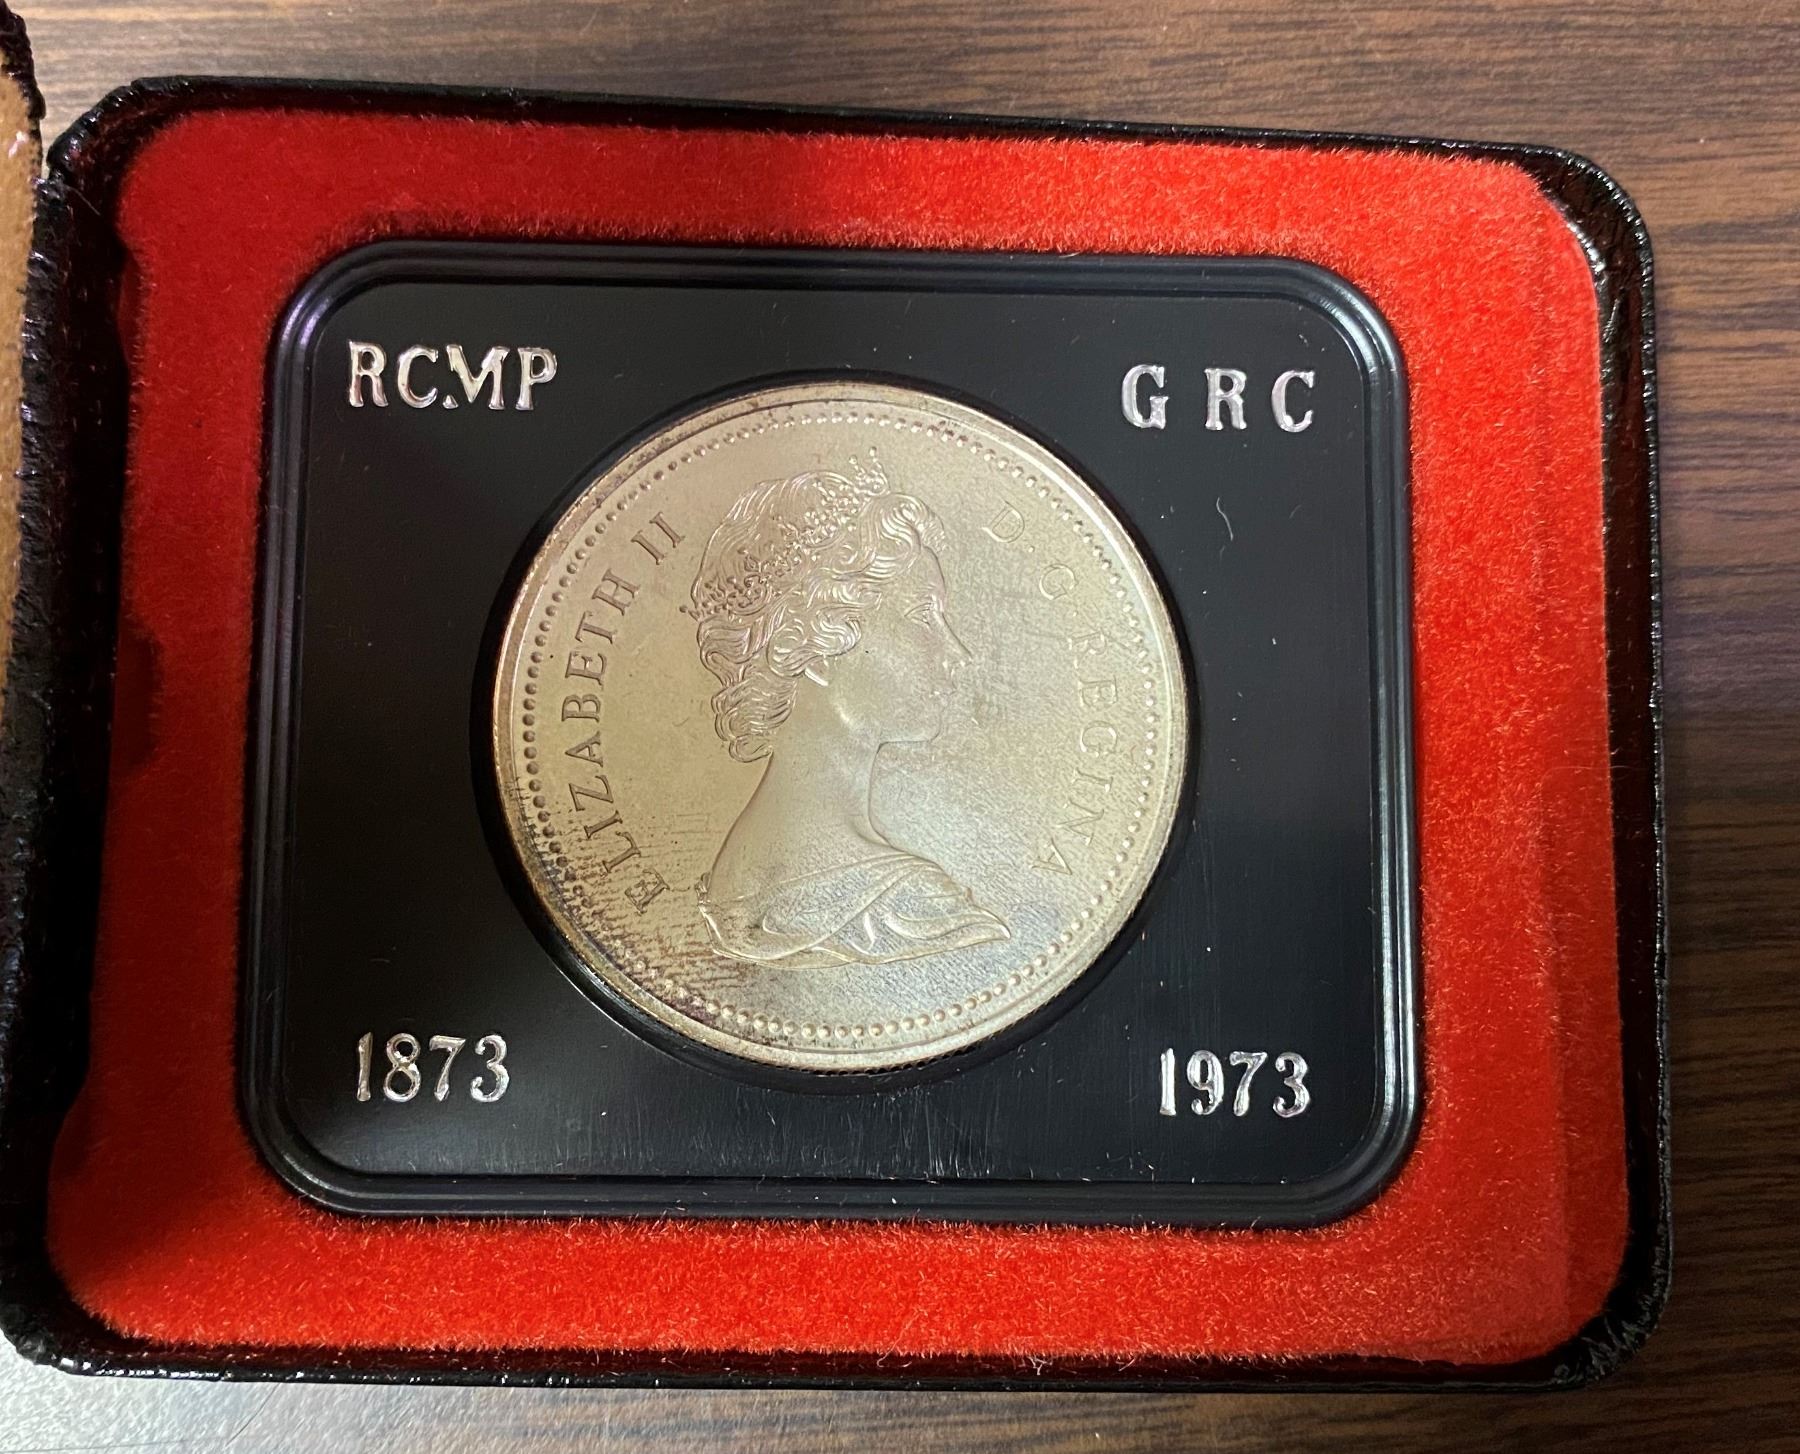 RCMP
GRC
ELIZABETH II
D·G·REGINA
1873
1973